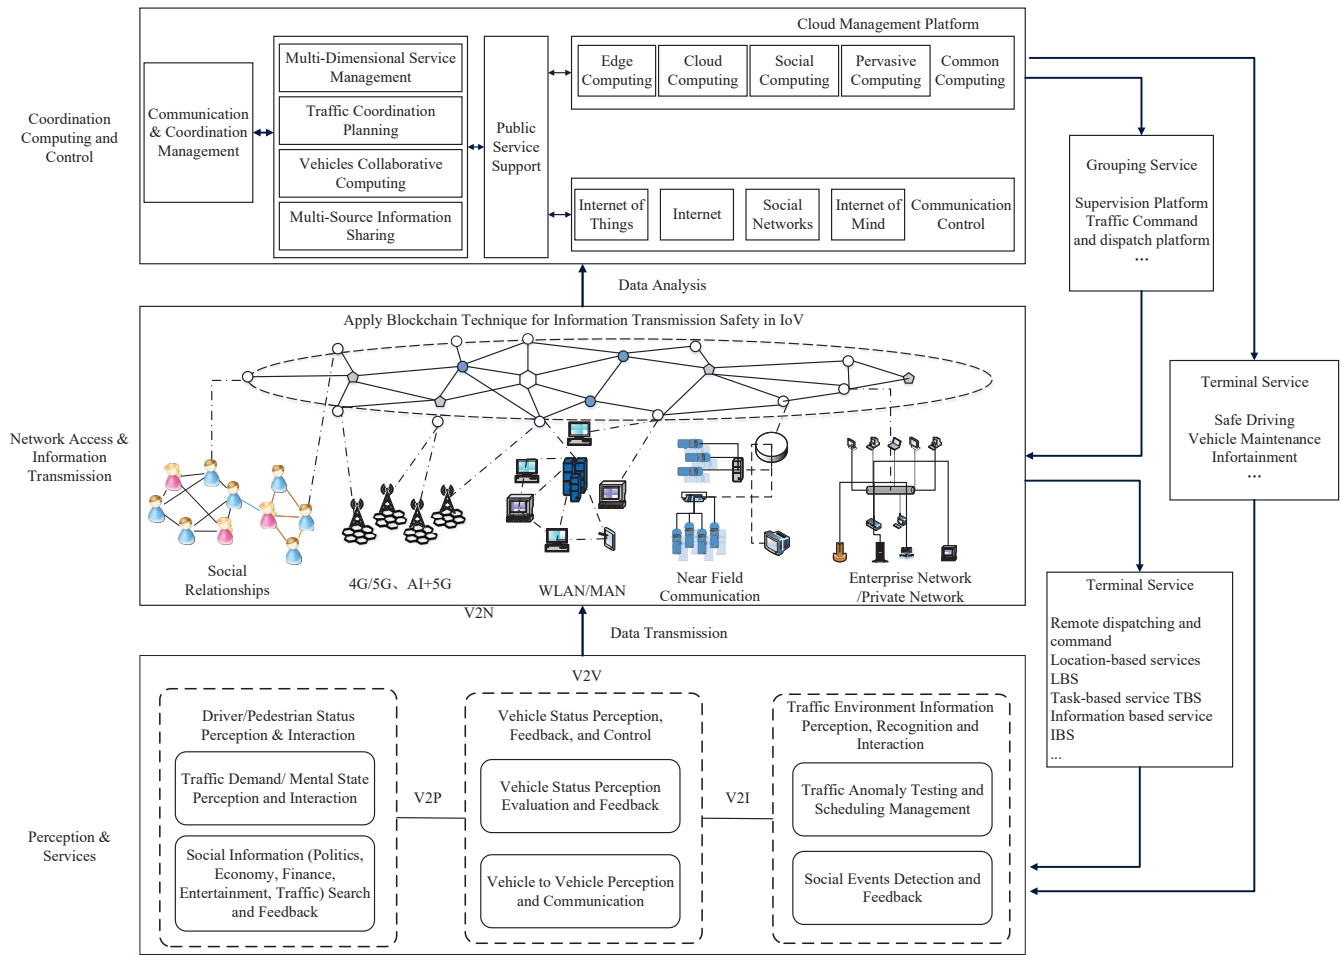 Cloud Management Platform
Coordination
Computing and
Control
Communication
& Coordination
Management
Multi-Dimensional Service
Management
Traffic Coordination
Planning
Vehicles Collaborative
Computing
Multi-Source Information
Sharing
Public
Service
Support
Edge
Computing
Cloud
Computing
Social
Computing
Pervasive
Computing
Common
Computing
Internet of
Things
Internet
Social
Networks
Internet of
Mind
Communication
Control
Grouping Service
Supervision Platform
Traffic Command
and dispatch platform
...
Data Analysis
Network Access &
Information
Transmission
Apply Blockchain Technique for Information Transmission Safety in IoV
Social
Relationships
4G/5G、AI+5G
WLAN/MAN
Near Field
Communication
Enterprise Network
/Private Network
Terminal Service
Safe Driving
Vehicle Maintenance
Infortainment
...
V2N
Data Transmission
Terminal Service
Remote dispatching and
command
Location-based services
LBS
Task-based service TBS
Information based service
IBS
...
Perception &
Services
V2V
Driver/Pedestrian Status
Perception & Interaction
Traffic Demand/ Mental State
Perception and Interaction
Social Information (Politics,
Economy, Finance,
Entertainment, Traffic) Search
and Feedback
V2P
Vehicle Status Perception,
Feedback, and Control
Vehicle Status Perception
Evaluation and Feedback
Vehicle to Vehicle Perception
and Communication
V2I
Traffic Environment Information
Perception, Recognition and
Interaction
Traffic Anomaly Testing and
Scheduling Management
Social Events Detection and
Feedback